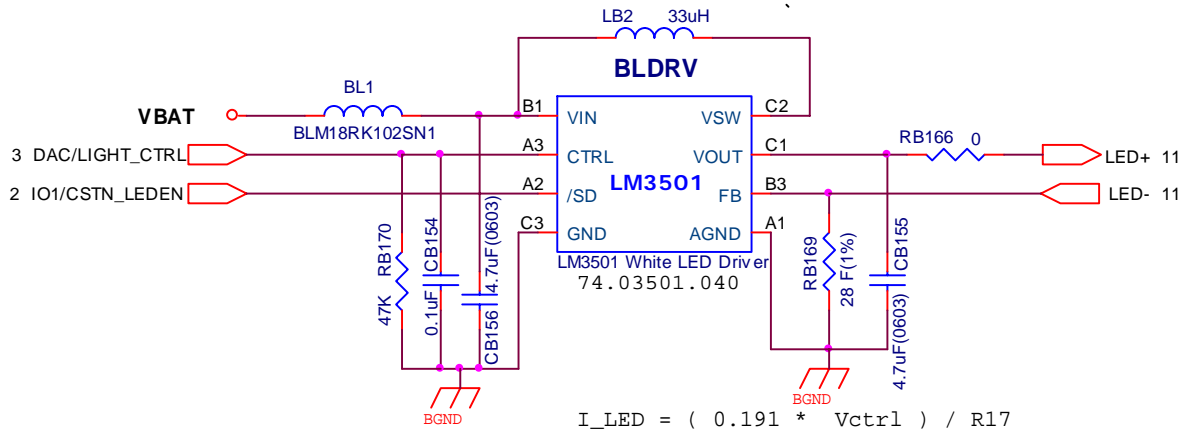 LB2 33uH
BLDRV
BL1
VBAT
BLM18RK102SN1
3 DAC/LIGHT_CTRL
2 IO1/CSTN_LEDEN
B1
A3
A2
C3
VIN
CTRL
/SD
GND
LM3501
VSW
VOUT
FB
AGND
C2
C1
B3
A1
RB166 0
LED+ 11
LED- 11
LM3501 White LED Driver
74.03501.040
RB170
47K
CB154
0.1uF
4.7uF(0603)
CB156
RB169
28 F(1%)
CB155
4.7uF(0603)
BGND
BGND
I_LED = ( 0.191 * Vctrl ) / R17